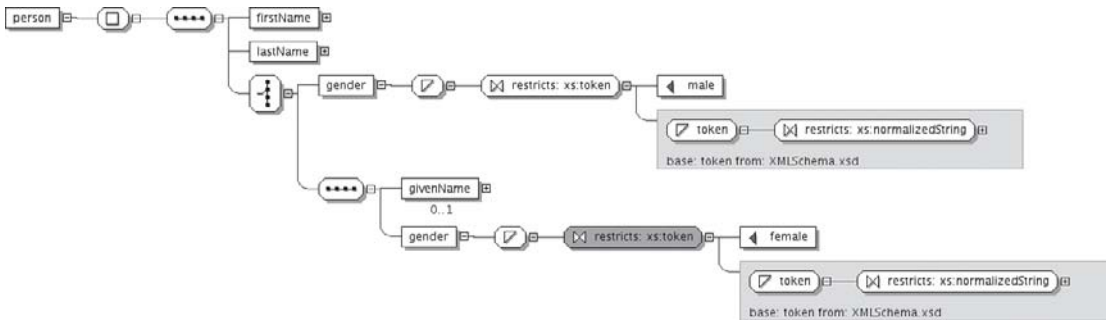 person
firstName
lastName
gender
restricts: xs:token
male
token
restricts: xs:normalizedString
base: token from: XMLSchema.xsd
givenName
0..1
gender
restricts: xs:token
female
token
restricts: xs:normalizedString
base: token from: XMLSchema.xsd